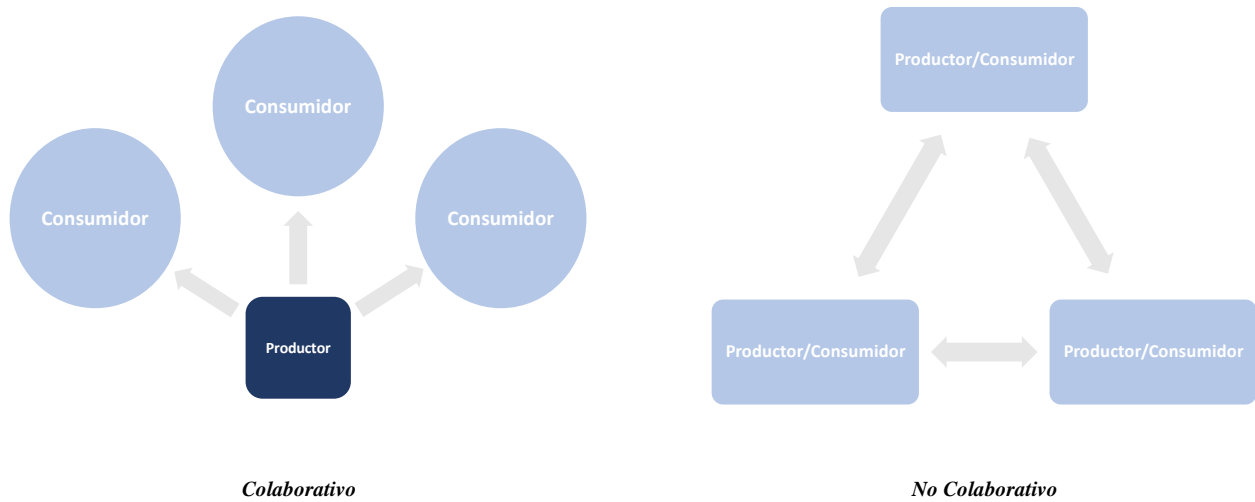 Consumidor
Consumidor
Consumidor
Productor
Colaborativo
Productor/Consumidor
Productor/Consumidor
Productor/Consumidor
No Colaborativo